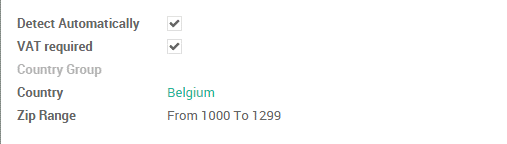 Detect Automatically
VAT required
Country Group
Country Belgium
Zip Range From 1000 To 1299